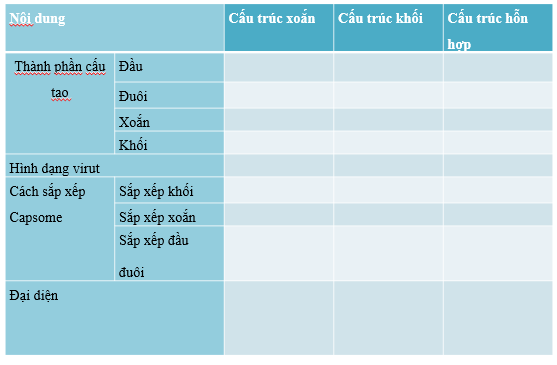 Nội dung
Cấu trúc xoắn
Cấu trúc khối
Cấu trúc hỗn
hợp
Thành phần cấu
tạo
Đầu
Đuôi
Xoắn
Khối
Hình dạng virut
Cách sắp xếp
Capsome
Sắp xếp khối
Sắp xếp xoắn
Sắp xếp đầu
đuôi
Đại diện